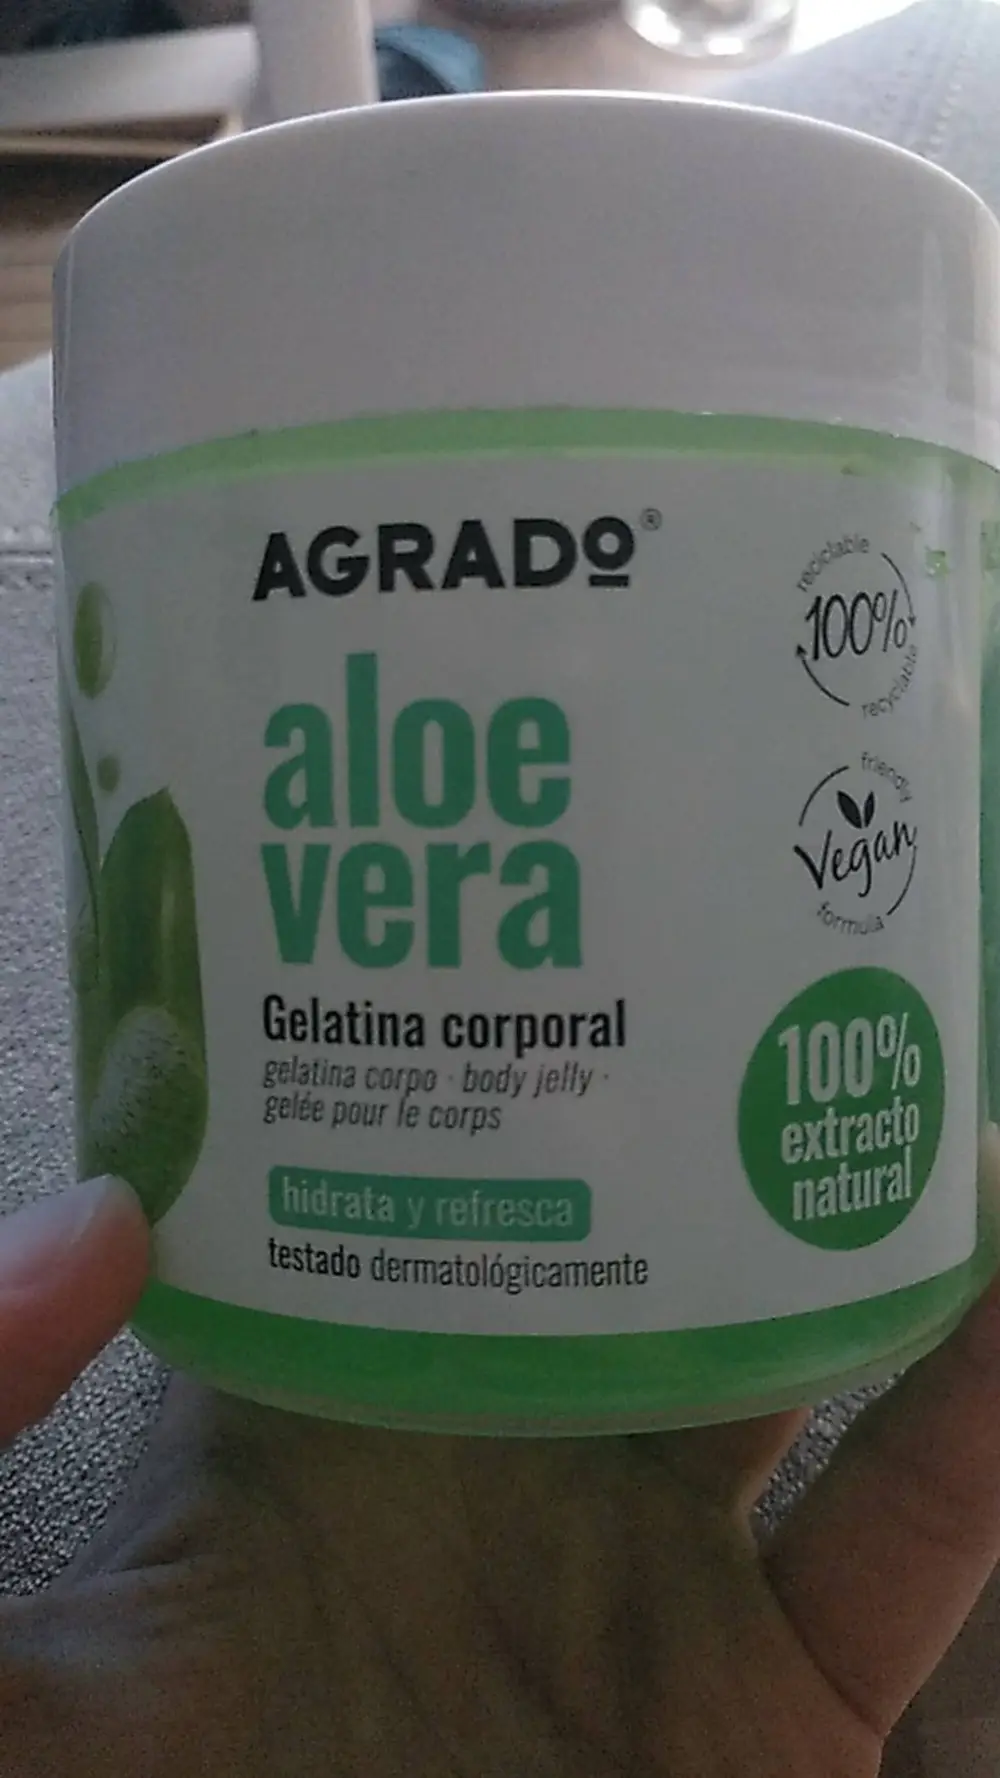 AGRADO®
aloe
vera
Gelatina corporal
gelatina corpo · body jelly ·
gelée pour le corps
hidrata y refresca
testado dermatológicamente
reciclable
100%
recyclable
friendly
Vegan
formula
100%
extracto
natural